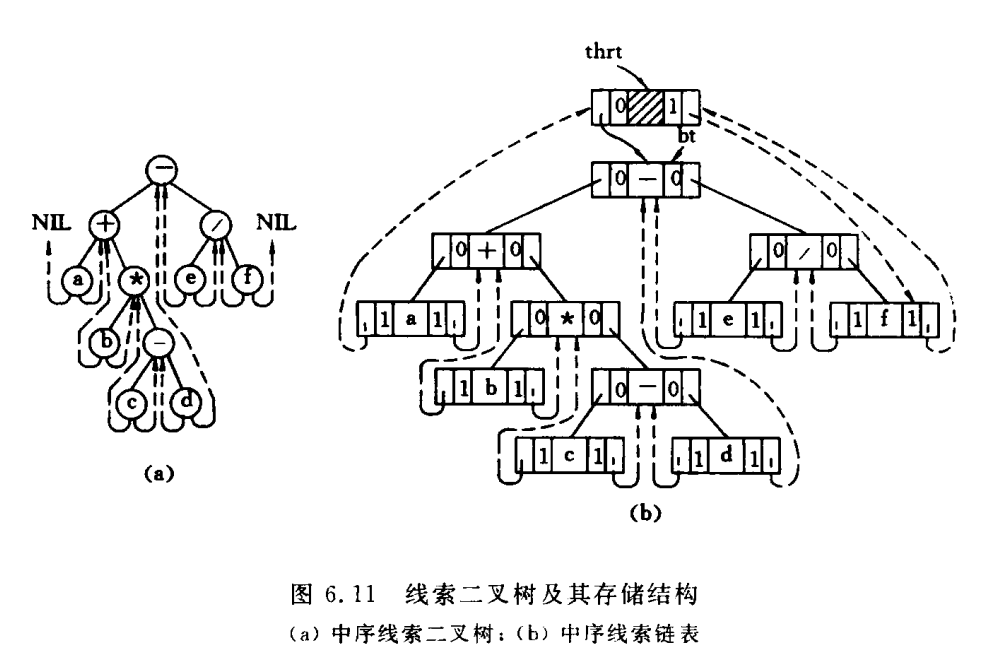 thrt
0 1
bt
0 — 0
—
NIL + / NIL
0 + 0 0 / 0
a * e f
1 a 1 0 * 0 1 e 1 1 f 1
b —
1 b 1 0 — 0
c d
1 c 1 1 d 1
(a)
(b)
图 6.11 线索二叉树及其存储结构
(a) 中序线索二叉树；(b) 中序线索链表